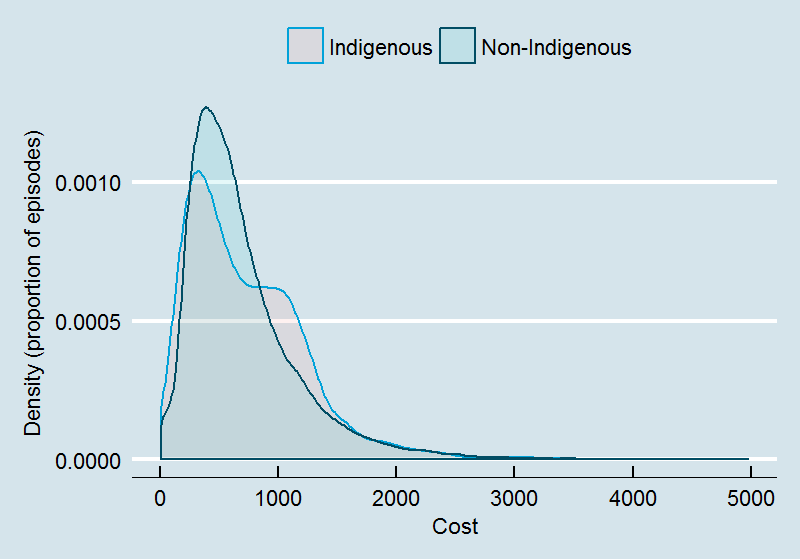 Indigenous Non-Indigenous
Density (proportion of episodes)
0.0010
0.0005
0.0000
0 1000 2000 3000 4000 5000
Cost